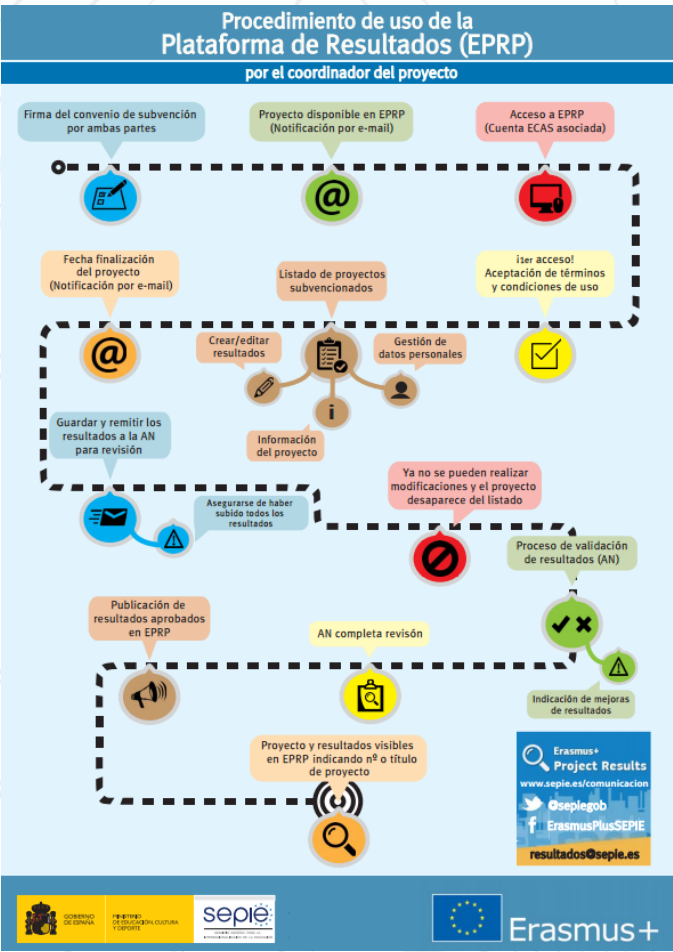 Procedimiento de uso de la
Plataforma de Resultados (EPRP)
por el coordinador del proyecto
Firma del convenio de subvención
por ambas partes
Proyecto disponible en EPRP
(Notificación por e-mail)
Acceso a EPRP
(Cuenta ECAS asociada)
@
Fecha finalización
del proyecto
(Notificación por e-mail)
Listado de proyectos
subvencionados
¡1er acceso!
Aceptación de términos
y condiciones de uso
@
Crear/editar
resultados
Gestión de
datos personales
i
Información
del proyecto
Guardar y remitir los
resultados a la AN
para revisión
Asegurarse de haber
subido todos los
resultados
Ya no se pueden realizar
modificaciones y el proyecto
desaparece del listado
Proceso de validación
de resultados (AN)
Publicación de
resultados aprobados
en EPRP
AN completa revisón
Indicación de mejoras
de resultados
Proyecto y resultados visibles
en EPRP indicando nº o título
de proyecto
Erasmus+
Project Results
www.sepie.es/comunicacion
@sepiegob
ErasmusPlusSEPIE
resultados@sepie.es
GOBIERNO
DE ESPAÑA
MINISTERIO
DE EDUCACIÓN, CULTURA
Y DEPORTE
sepie
Erasmus+